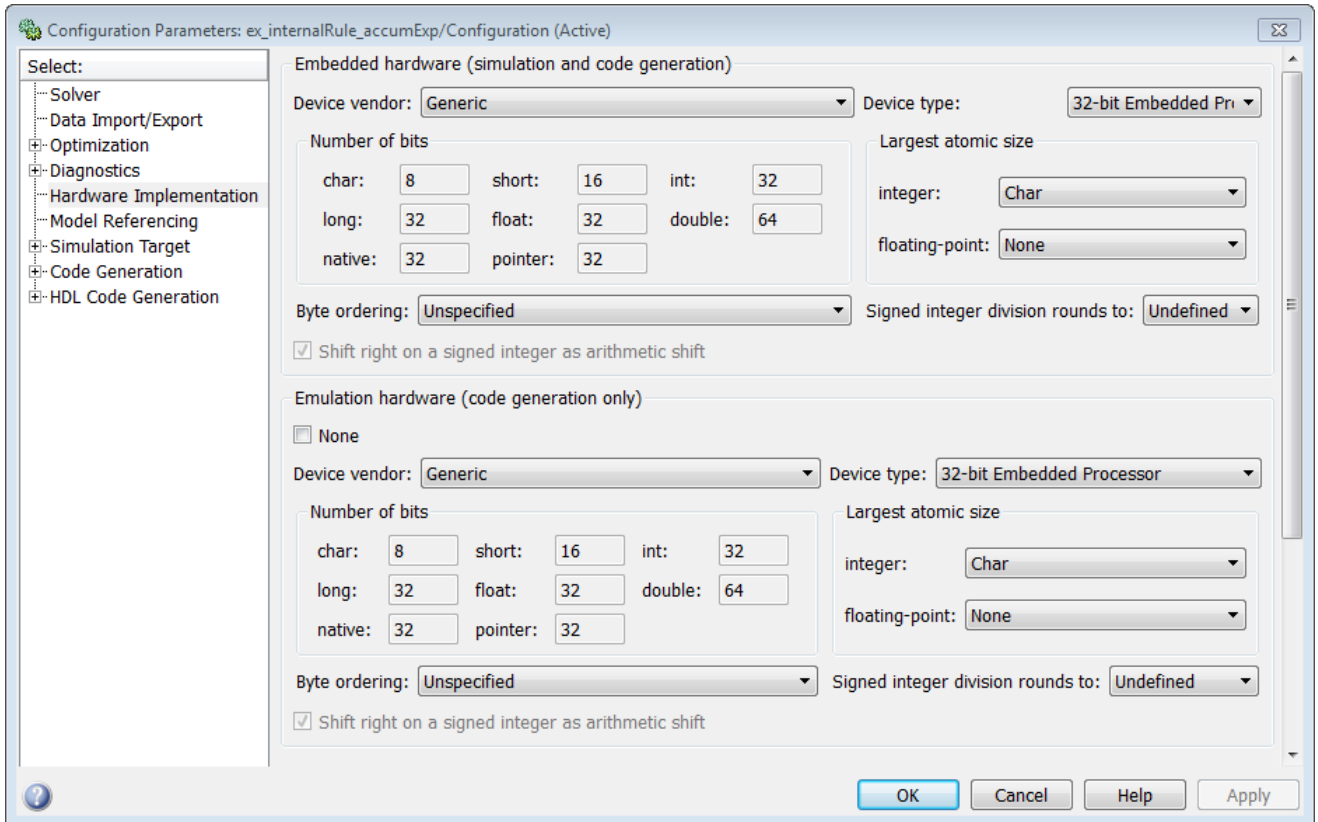 Configuration Parameters: ex_internalRule_accumExp/Configuration (Active)
Select:
Solver
Data Import/Export
Optimization
Diagnostics
Hardware Implementation
Model Referencing
Simulation Target
Code Generation
HDL Code Generation
Embedded hardware (simulation and code generation)
Device vendor: Generic Device type: 32-bit Embedded Pro
Number of bits
char: 8 short: 16 int: 32
long: 32 float: 32 double: 64
native: 32 pointer: 32
Largest atomic size
integer: Char
floating-point: None
Byte ordering: Unspecified Signed integer division rounds to: Undefined
Shift right on a signed integer as arithmetic shift
Emulation hardware (code generation only)
None
Device vendor: Generic Device type: 32-bit Embedded Processor
Number of bits
char: 8 short: 16 int: 32
long: 32 float: 32 double: 64
native: 32 pointer: 32
Largest atomic size
integer: Char
floating-point: None
Byte ordering: Unspecified Signed integer division rounds to: Undefined
Shift right on a signed integer as arithmetic shift
OK Cancel Help Apply